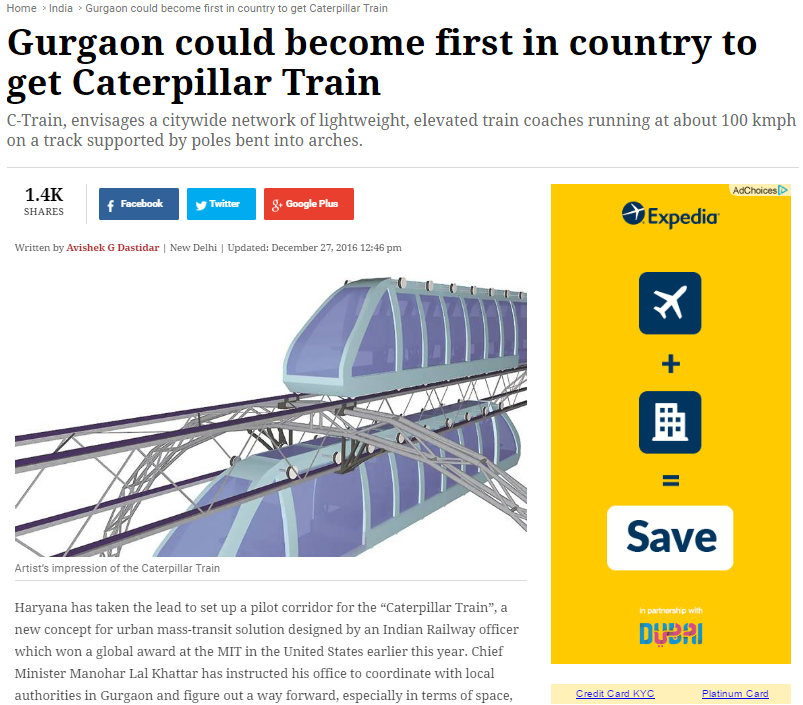 Home > India > Gurgaon could become first in country to get Caterpillar Train
Gurgaon could become first in country to
get Caterpillar Train
C-Train, envisages a citywide network of lightweight, elevated train coaches running at about 100 kmph
on a track supported by poles bent into arches.
1.4K
SHARES
Facebook
Twitter
Google Plus
Written by Avishek G Dastidar | New Delhi | Updated: December 27, 2016 12:46 pm
Artist's impression of the Caterpillar Train
Haryana has taken the lead to set up a pilot corridor for the “Caterpillar Train”, a
new concept for urban mass-transit solution designed by an Indian Railway officer
which won a global award at the MIT in the United States earlier this year. Chief
Minister Manohar Lal Khattar has instructed his office to coordinate with local
authorities in Gurgaon and figure out a way forward, especially in terms of space,
AdChoices
Expedia
+
=
Save
in partnership with
DUBAI
Credit Card KYC
Platinum Card